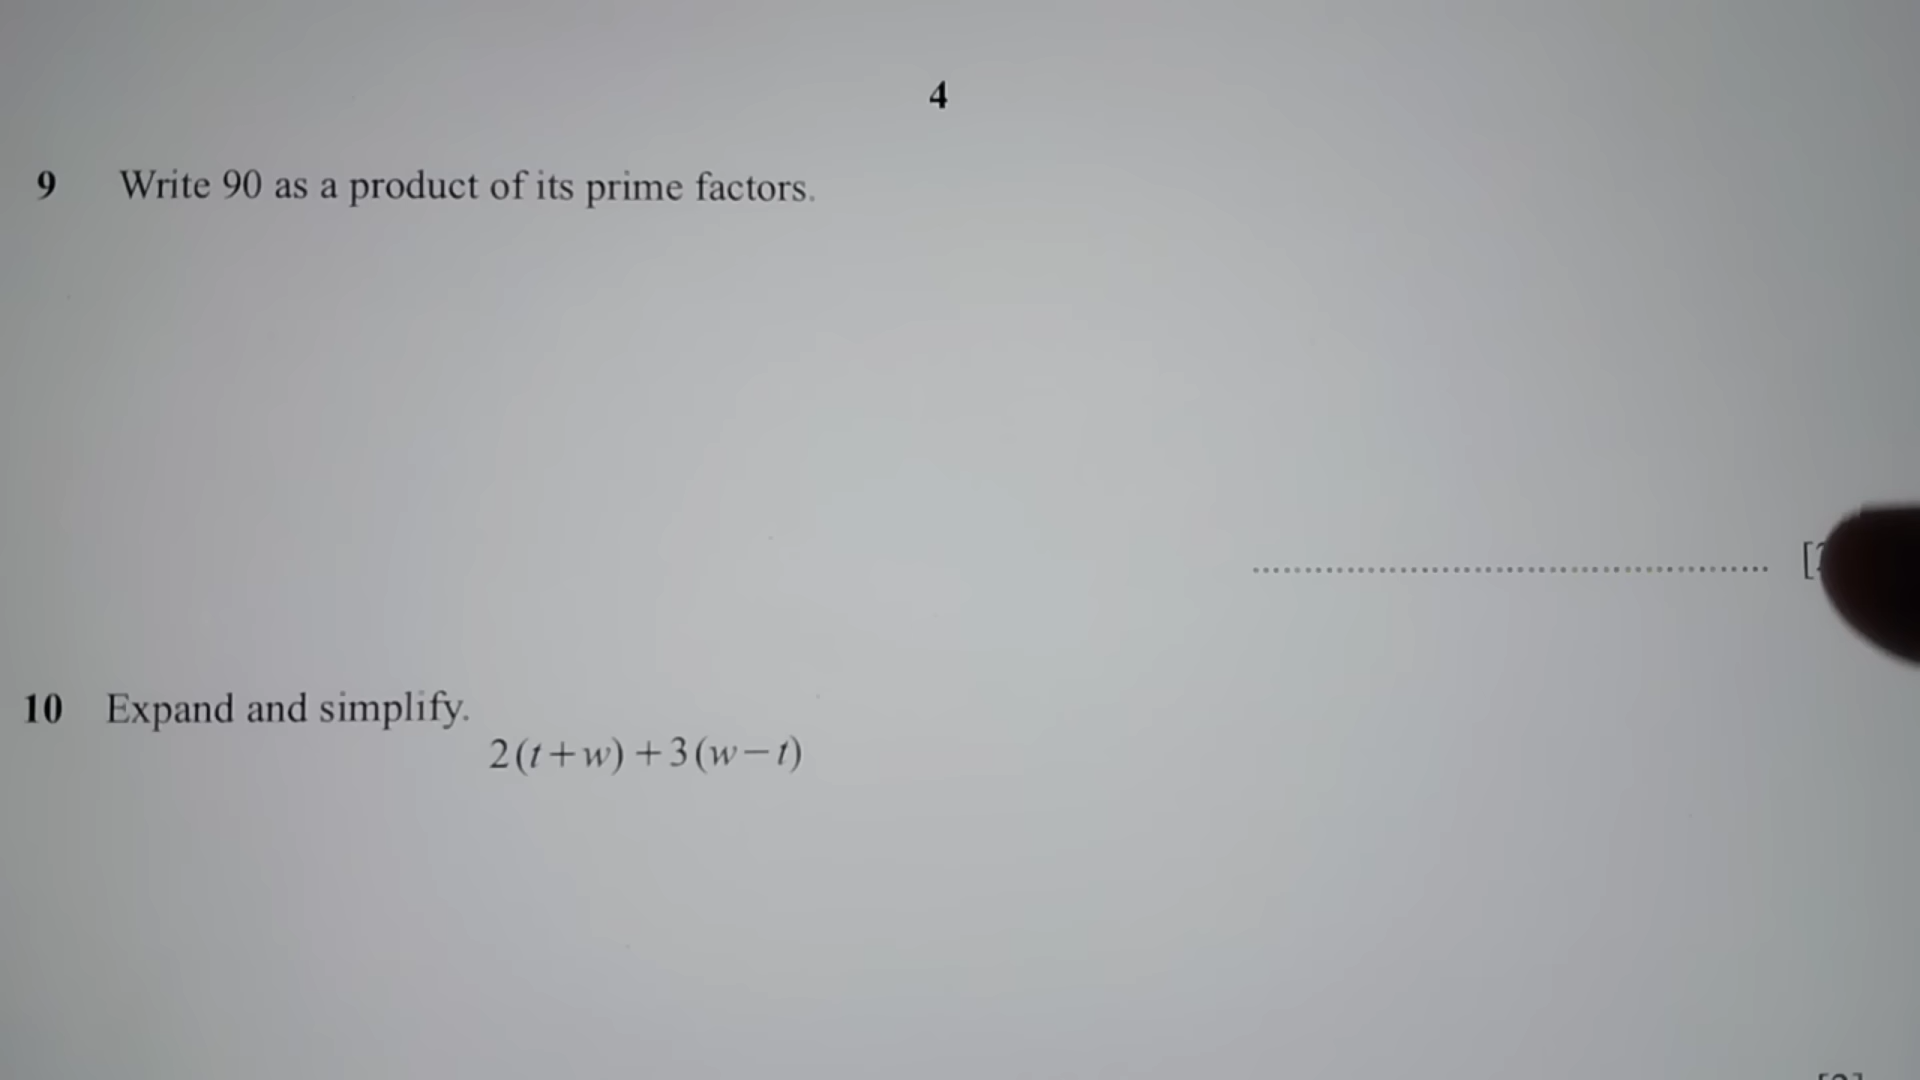 4
9 Write 90 as a product of its prime factors.
........................................................ [
10 Expand and simplify.
2(t+w)+3(w−t)